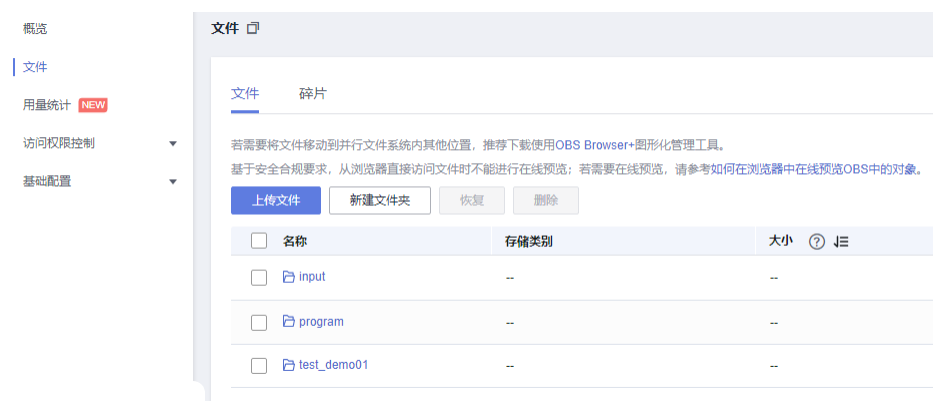 概览
文件
用量统计 NEW
访问权限控制
基础配置
文件
文件 碎片
若需要将文件移动到并行文件系统内其他位置，推荐下载使用OBS Browser+图形化管理工具。
基于安全合规要求，从浏览器直接访问文件时不能进行在线预览；若需要在线预览，请参考如何在浏览器中在线预览OBS中的对象。
上传文件 新建文件夹 恢复 删除
名称 存储类别 大小 ?
input -- --
program -- --
test_demo01 -- --